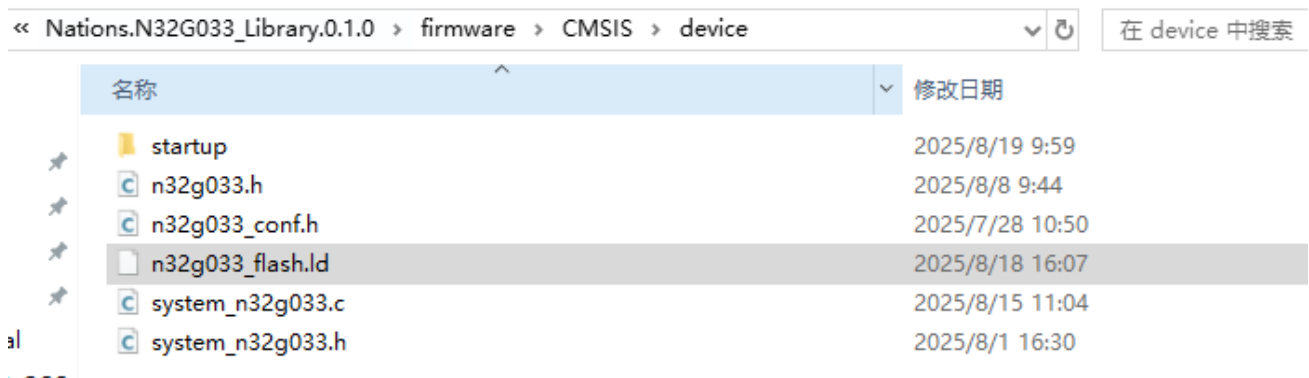 « Nations.N32G033_Library.0.1.0 › firmware › CMSIS › device 在 device 中搜索
名称 修改日期
startup 2025/8/19 9:59
n32g033.h 2025/8/8 9:44
n32g033_conf.h 2025/7/28 10:50
n32g033_flash.ld 2025/8/18 16:07
system_n32g033.c 2025/8/15 11:04
al system_n32g033.h 2025/8/1 16:30